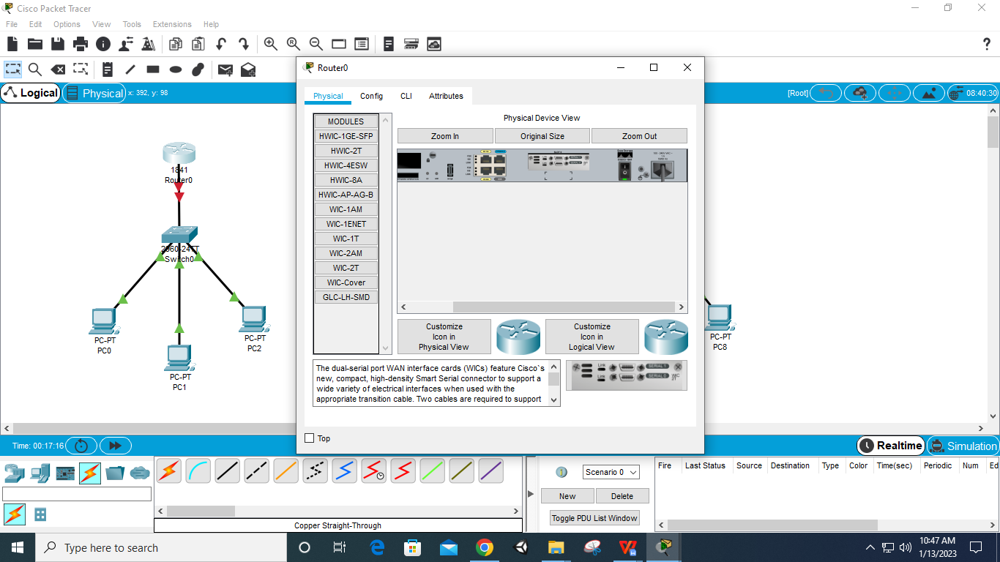 Cisco Packet Tracer
File Edit Options View Tools Extensions Help
Router0
Logical Physical x: 392, y: 98
[Root] 08:40:30
Physical Config CLI Attributes
MODULES
HWIC-1GE-SFP
HWIC-2T
HWIC-4ESW
HWIC-8A
HWIC-AP-AG-B
WIC-1AM
WIC-1ENET
WIC-1T
WIC-2AM
WIC-2T
WIC-Cover
GLC-LH-SMD
Physical Device View
Zoom In Original Size Zoom Out
1841
Router0
2960-24TT
Switch0
PC-PT
PC0
PC-PT
PC1
PC-PT
PC2
PC-PT
PC8
Customize
Icon in
Physical View
Customize
Icon in
Logical View
The dual-serial port WAN interface cards (WICs) feature Cisco`s
new, compact, high-density Smart Serial connector to support a
wide variety of electrical interfaces when used with the
appropriate transition cable. Two cables are required to support
Link SERIAL 1
Link SERIAL 0
WIC
2T
Top
Time: 00:17:16
Realtime Simulation
Scenario 0
New Delete
Toggle PDU List Window
Fire Last Status Source Destination Type Color Time(sec) Periodic Num Ed
Copper Straight-Through
Type here to search
10:47 AM
1/13/2023